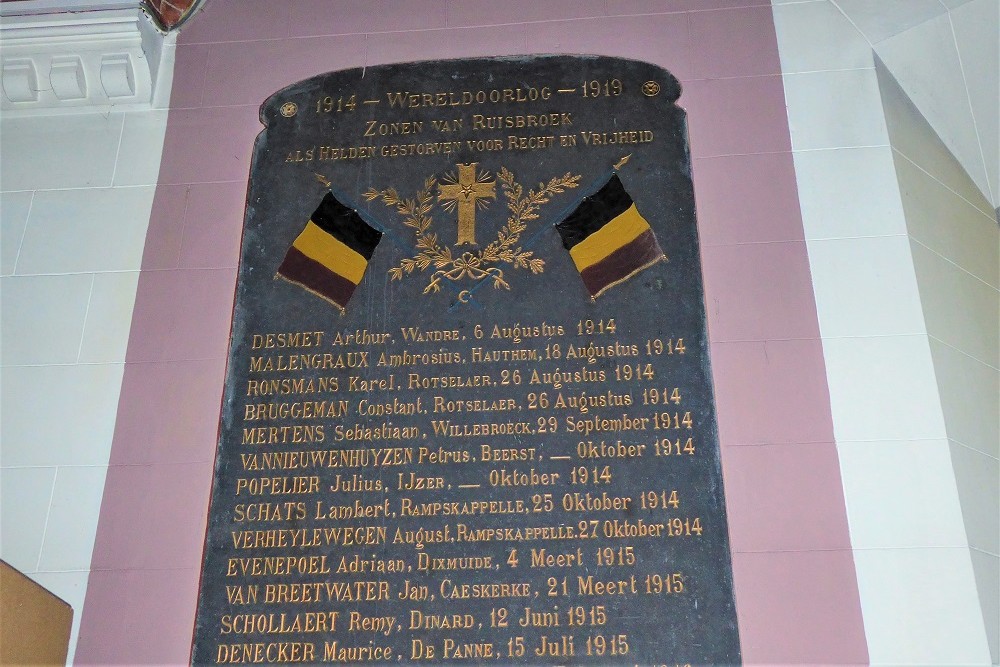 1914 — Wereldoorlog — 1919
Zonen van Ruisbroek
als Helden gestorven voor Recht en Vrijheid
DESMET Arthur, Wandre, 6 Augustus 1914
MALENGRAUX Ambrosius, Hauthem, 18 Augustus 1914
RONSMANS Karel, Rotselaer, 26 Augustus 1914
BRUGGEMAN Constant, Rotselaer, 26 Augustus 1914
MERTENS Sebastiaan, Willebroeck, 29 September 1914
VANNIEUWENHUYZEN Petrus, Beerst, — Oktober 1914
POPELIER Julius, IJzer, — Oktober 1914
SCHATS Lambert, Rampskappelle, 25 Oktober 1914
VERHEYLEWEGEN August, Rampskappelle. 27 Oktober 1914
EVENEPOEL Adriaan, Dixmuide, 4 Meert 1915
VAN BREETWATER Jan, Caeskerke, 21 Meert 1915
SCHOLLAERT Remy, Dinard, 12 Juni 1915
DENECKER Maurice, De Panne, 15 Juli 1915